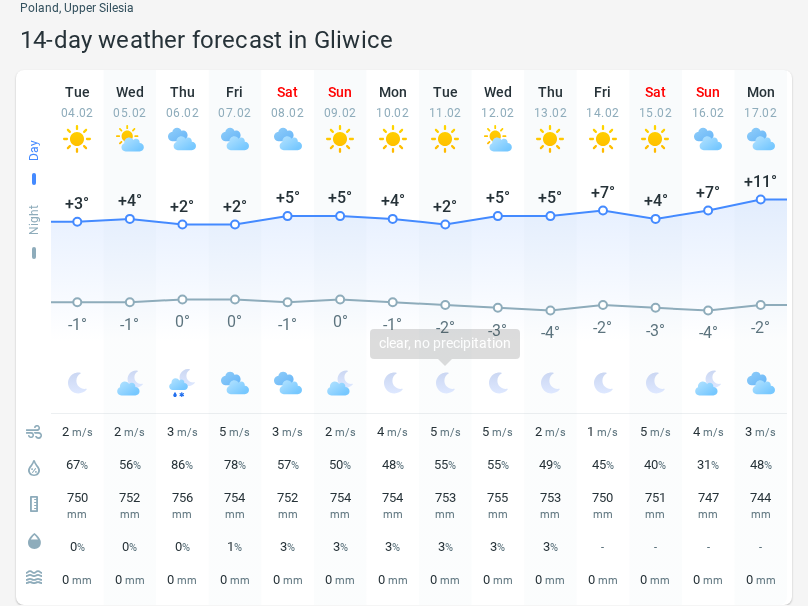 Poland, Upper Silesia
14-day weather forecast in Gliwice
Tue Wed Thu Fri Sat Sun Mon Tue Wed Thu Fri Sat Sun Mon
04.02 05.02 06.02 07.02 08.02 09.02 10.02 11.02 12.02 13.02 14.02 15.02 16.02 17.02
Day
+3° +4° +2° +2° +5° +5° +4° +2° +5° +5° +7° +4° +7° +11°
Night
-1° -1° 0° 0° -1° 0° -1° -2° -3° -4° -2° -3° -4° -2°
clear, no precipitation
2 m/s 2 m/s 3 m/s 5 m/s 3 m/s 2 m/s 4 m/s 5 m/s 5 m/s 2 m/s 1 m/s 5 m/s 4 m/s 3 m/s
67% 56% 86% 78% 57% 50% 48% 55% 55% 49% 45% 40% 31% 48%
750 752 756 754 752 754 754 753 755 753 750 751 747 744
mm mm mm mm mm mm mm mm mm mm mm mm mm mm
0% 0% 0% 1% 3% 3% 3% 3% 3% 3% - - - -
0 mm 0 mm 0 mm 0 mm 0 mm 0 mm 0 mm 0 mm 0 mm 0 mm 0 mm 0 mm 0 mm 0 mm